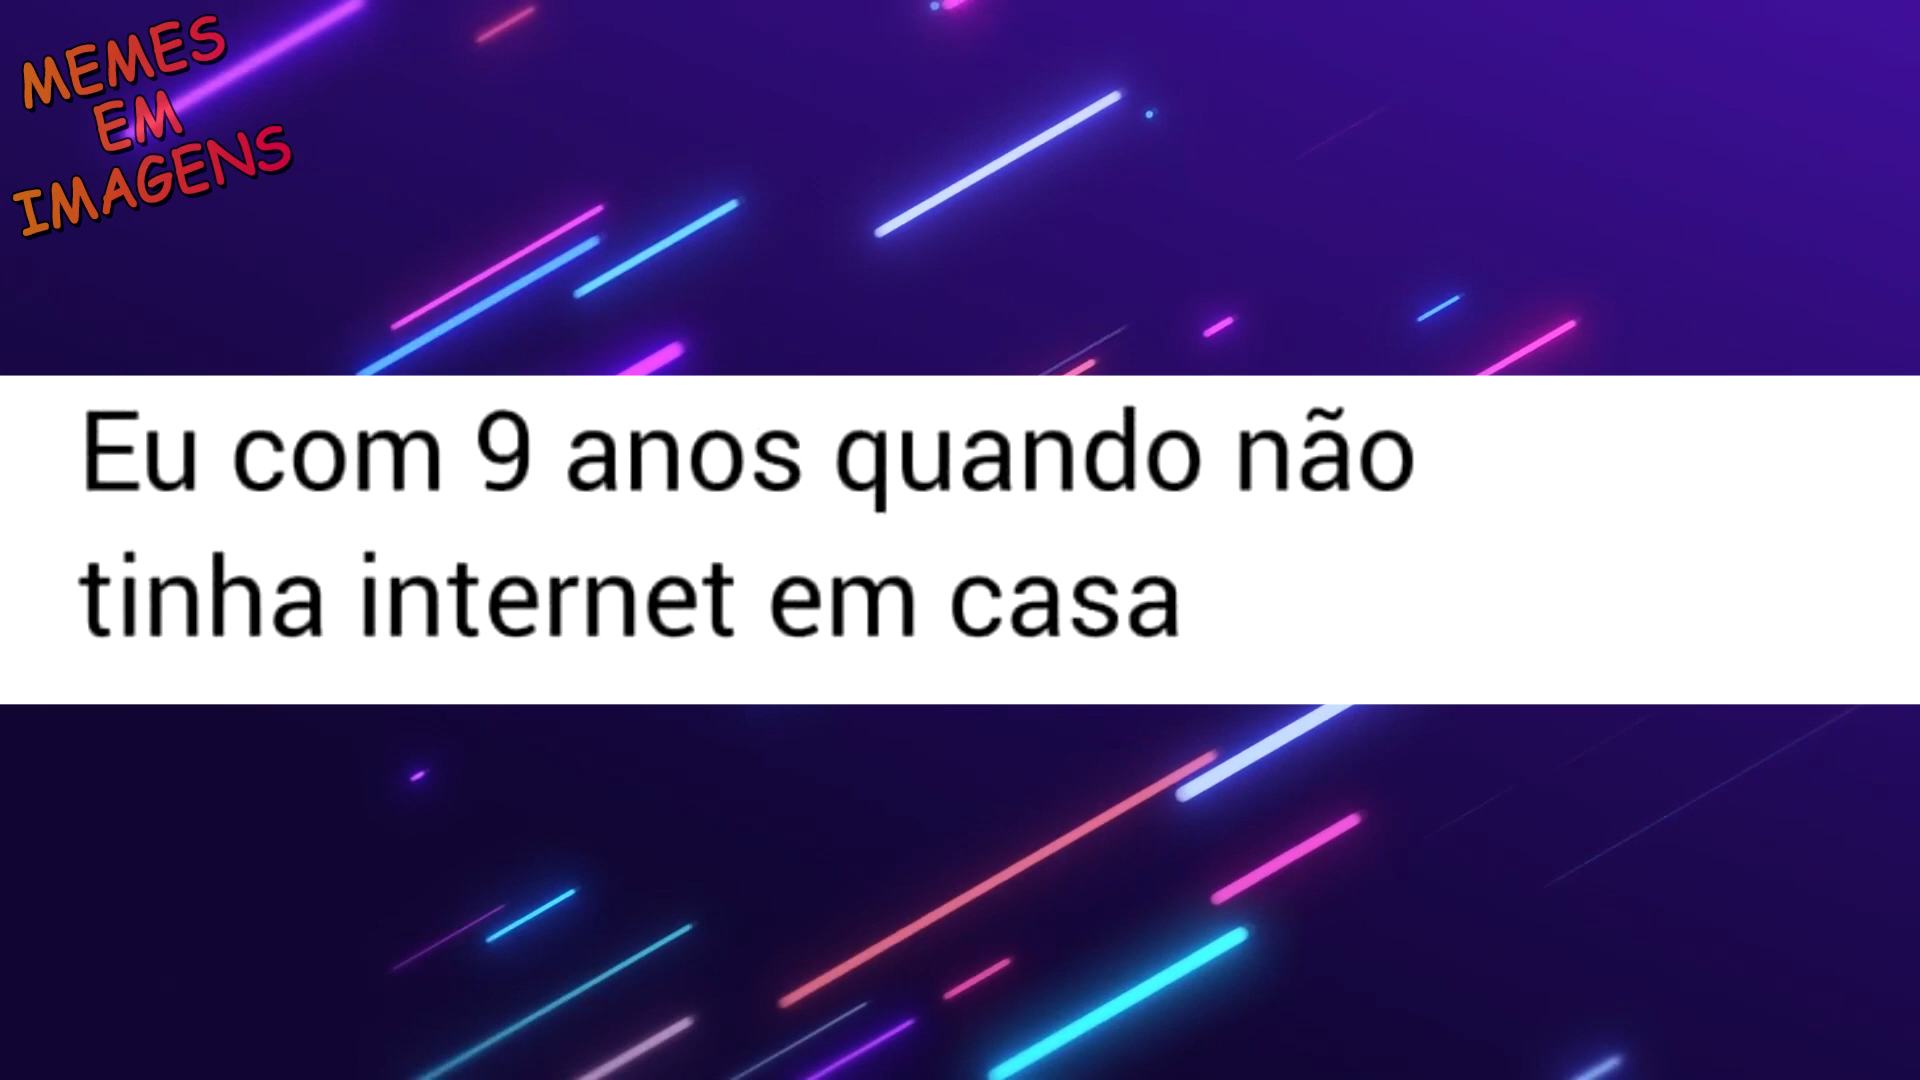 MEMES
EM
IMAGENS
Eu com 9 anos quando não
tinha internet em casa